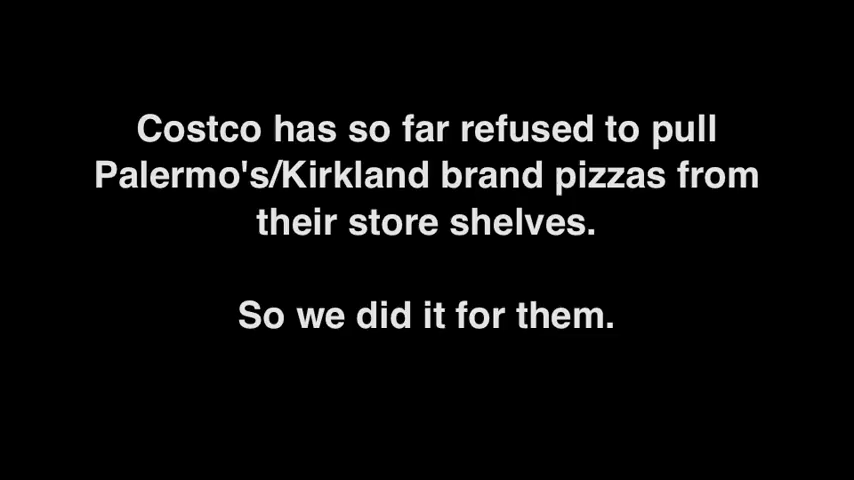 Costco has so far refused to pull
Palermo's/Kirkland brand pizzas from
their store shelves.
So we did it for them.